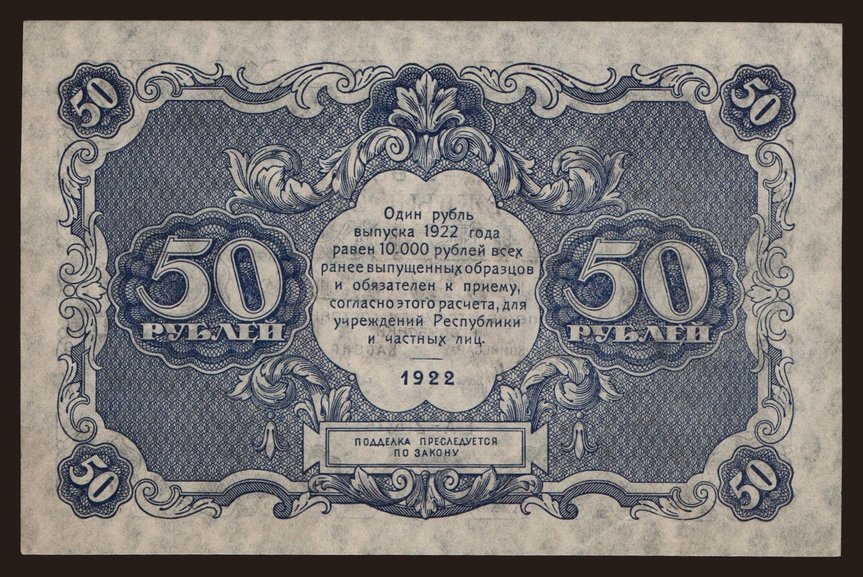 50
50
Один рубль
выпуска 1922 года
равен 10.000 рублей всех
ранее выпущенных образцов
и обязателен к приему,
согласно этого расчета, для
учреждений Республики
и частных лиц.
1922
50
РУБЛЕЙ
50
РУБЛЕЙ
ПОДДЕЛКА ПРЕСЛЕДУЕТСЯ
ПО ЗАКОНУ
50
50